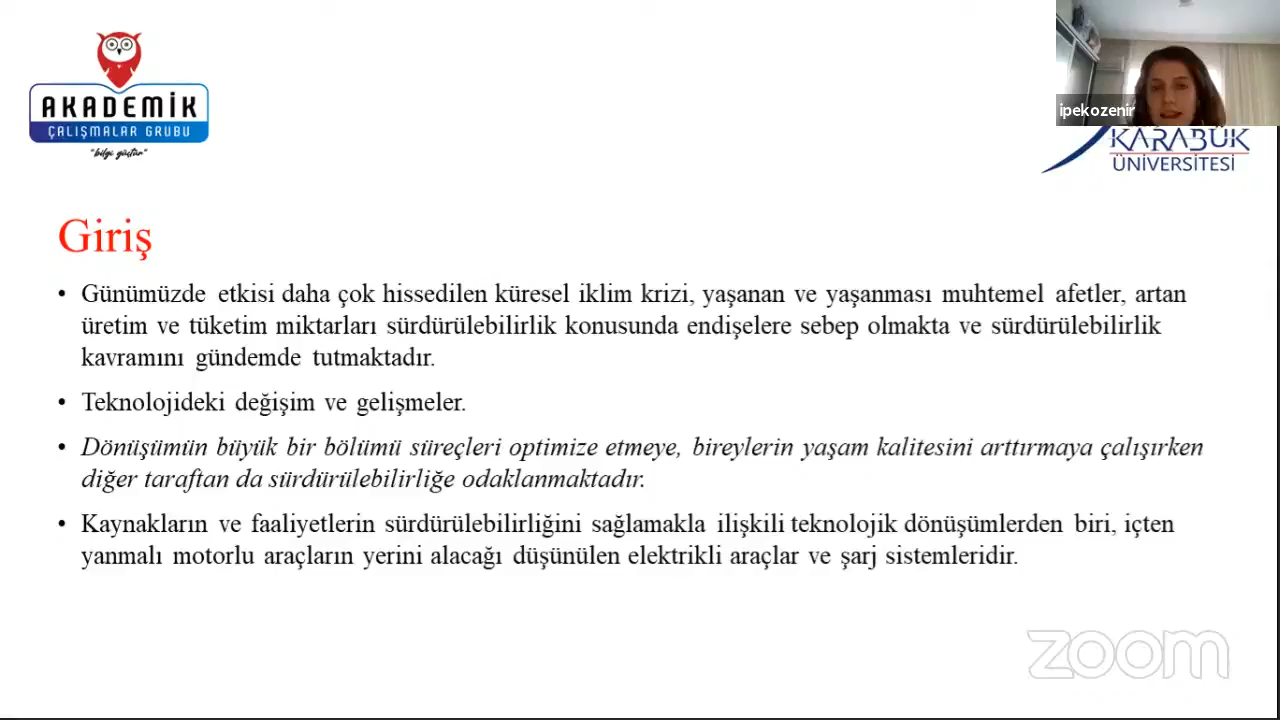 AKADEMİK
ÇALIŞMALAR GRUBU
"bilgi güçtür"
ipekozenir
KARABÜK
ÜNİVERSİTESİ
Giriş
• Günümüzde etkisi daha çok hissedilen küresel iklim krizi, yaşanan ve yaşanması muhtemel afetler, artan
üretim ve tüketim miktarları sürdürülebilirlik konusunda endişelere sebep olmakta ve sürdürülebilirlik
kavramını gündemde tutmaktadır.
• Teknolojideki değişim ve gelişmeler.
• Dönüşümün büyük bir bölümü süreçleri optimize etmeye, bireylerin yaşam kalitesini arttırmaya çalışırken
diğer taraftan da sürdürülebilirliğe odaklanmaktadır.
• Kaynakların ve faaliyetlerin sürdürülebilirliğini sağlamakla ilişkili teknolojik dönüşümlerden biri, içten
yanmalı motorlu araçların yerini alacağı düşünülen elektrikli araçlar ve şarj sistemleridir.
zoom